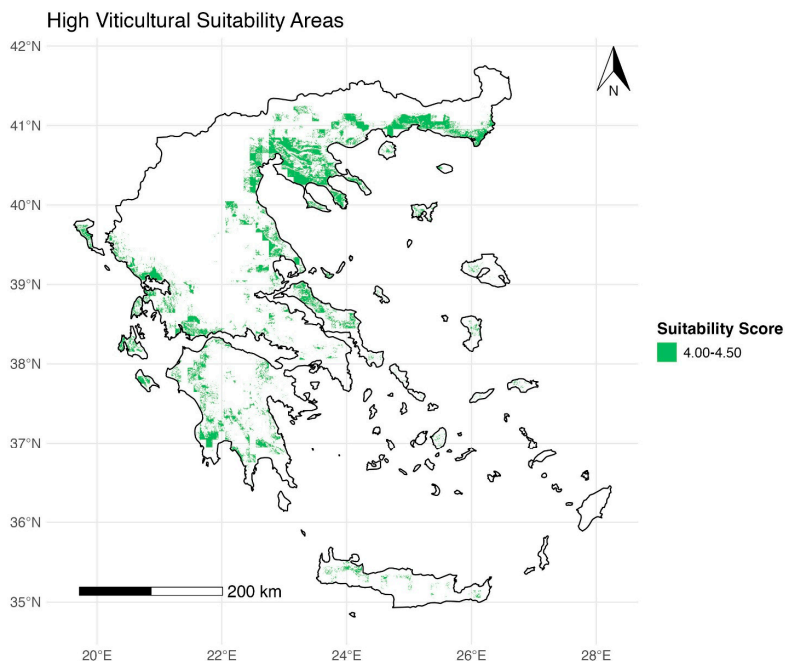 High Viticultural Suitability Areas
42°N
41°N
40°N
39°N
38°N
37°N
36°N
35°N
N
Suitability Score
4.00-4.50
200 km
20°E
22°E
24°E
26°E
28°E